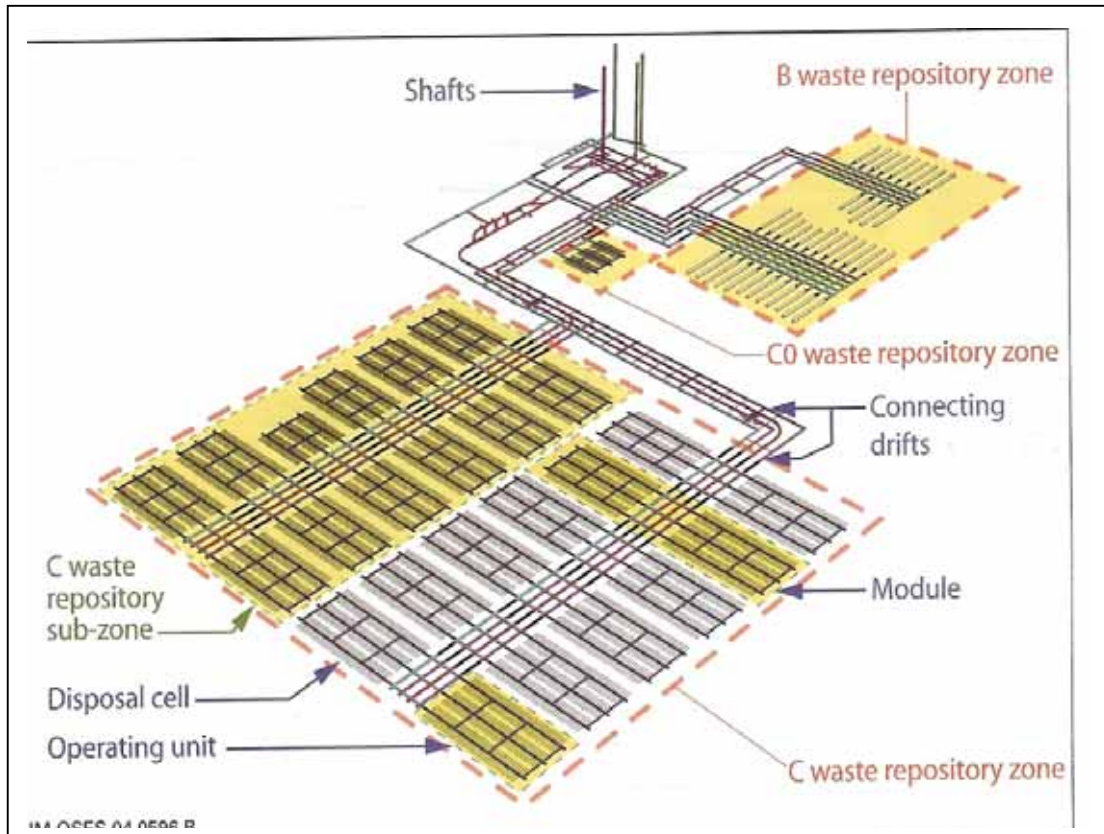 Shafts
B waste repository zone
C0 waste repository zone
Connecting
drifts
C waste
repository
sub-zone
Module
Disposal cell
Operating unit
C waste repository zone